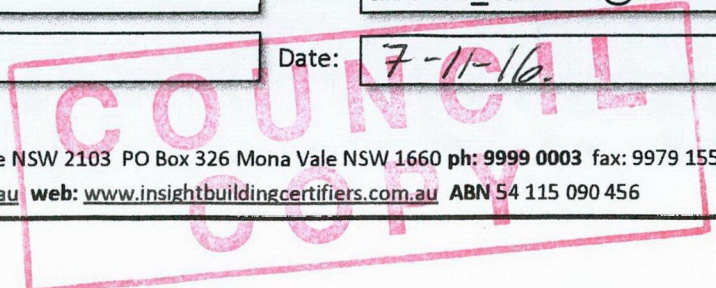 Date: 7-11-16.
COUNCIL
NSW 2103 PO Box 326 Mona Vale NSW 1660 ph: 9999 0003 fax: 9979 155
au web: www.insightbuildingcertifiers.com.au ABN 54 115 090 456
COPY